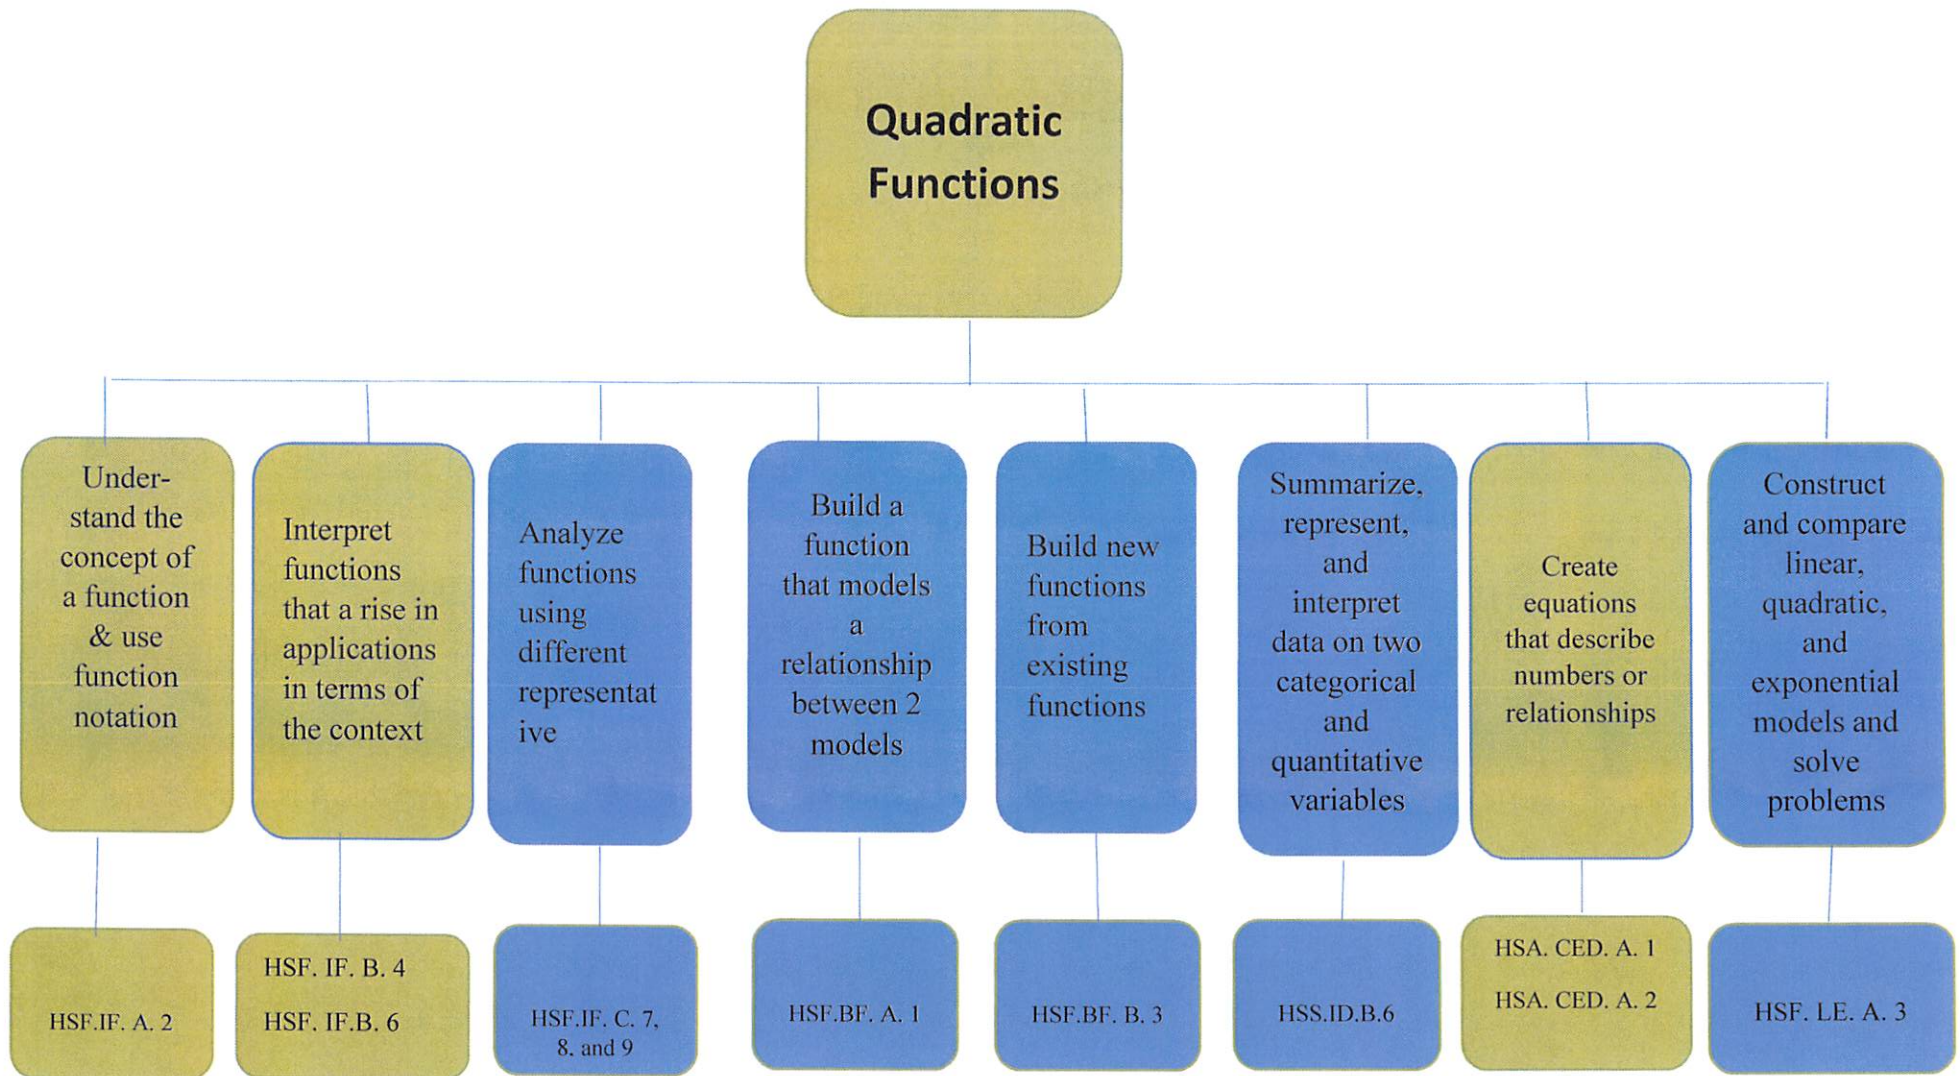 Quadratic
Functions
Under-
stand the
concept of
a function
& use
function
notation
Interpret
functions
that a rise in
applications
in terms of
the context
Analyze
functions
using
different
representat
ive
Build a
function
that models
a
relationship
between 2
models
Build new
functions
from
existing
functions
Summarize,
represent,
and
interpret
data on two
categorical
and
quantitative
variables
Create
equations
that describe
numbers or
relationships
Construct
and compare
linear,
quadratic,
and
exponential
models and
solve
problems
HSF.IF. A. 2
HSF. IF. B. 4
HSF. IF.B. 6
HSF.IF. C. 7,
8. and 9
HSF.BF. A. 1
HSF.BF. B. 3
HSS.ID.B.6
HSA. CED. A. 1
HSA. CED. A. 2
HSF. LE. A. 3